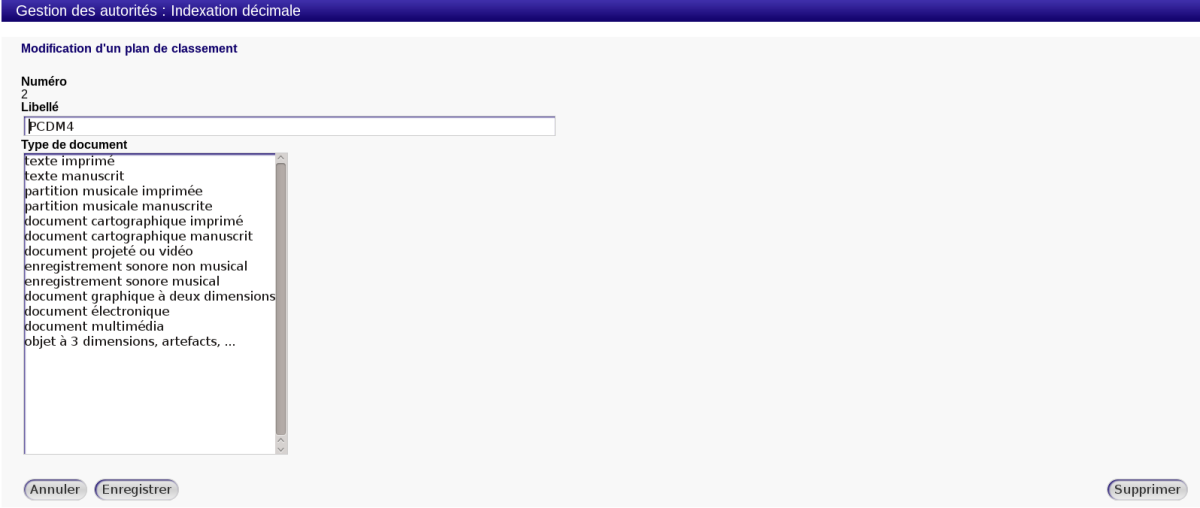 Gestion des autorités : Indexation décimale
Modification d'un plan de classement
Numéro
2
Libellé
PCDM4
Type de document
texte imprimé
texte manuscrit
partition musicale imprimée
partition musicale manuscrite
document cartographique imprimé
document cartographique manuscrit
document projeté ou vidéo
enregistrement sonore non musical
enregistrement sonore musical
document graphique à deux dimensions
document électronique
document multimédia
objet à 3 dimensions, artefacts, ...
Annuler Enregistrer Supprimer